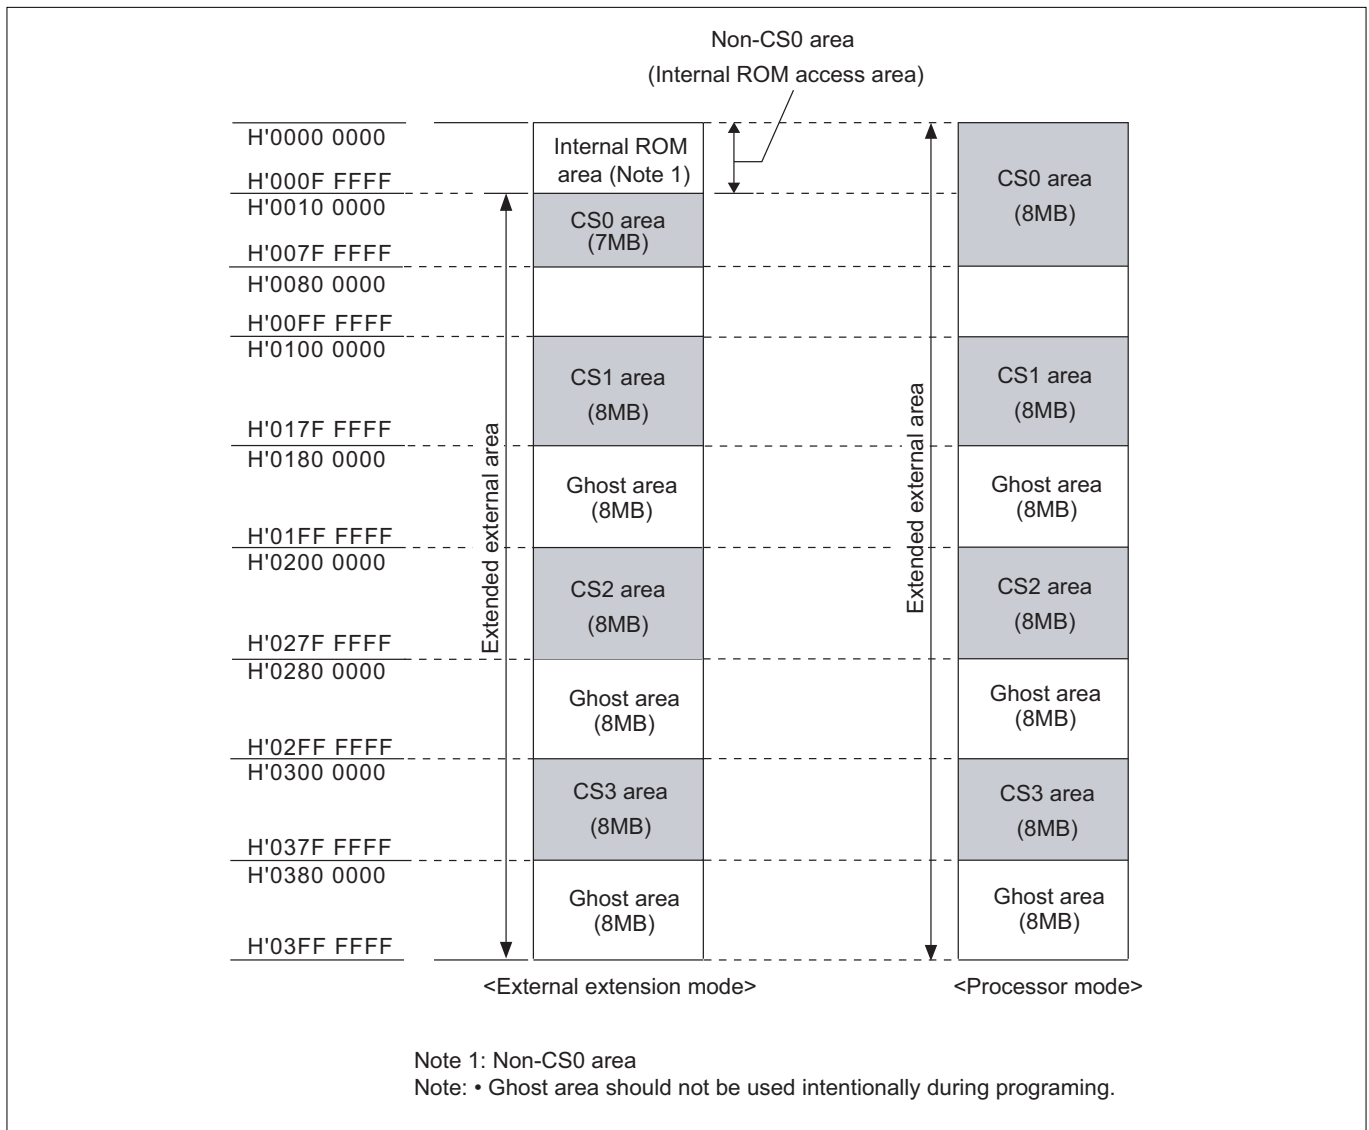 Non-CS0 area
(Internal ROM access area)
H'0000 0000
H'000F FFFF
H'0010 0000
H'007F FFFF
H'0080 0000
H'00FF FFFF
H'0100 0000
H'017F FFFF
H'0180 0000
H'01FF FFFF
H'0200 0000
H'027F FFFF
H'0280 0000
H'02FF FFFF
H'0300 0000
H'037F FFFF
H'0380 0000
H'03FF FFFF
Extended external area
Internal ROM
area (Note 1)
CS0 area
(7MB)
CS1 area
(8MB)
Ghost area
(8MB)
CS2 area
(8MB)
Ghost area
(8MB)
CS3 area
(8MB)
Ghost area
(8MB)
<External extension mode>
Extended external area
CS0 area
(8MB)
CS1 area
(8MB)
Ghost area
(8MB)
CS2 area
(8MB)
Ghost area
(8MB)
CS3 area
(8MB)
Ghost area
(8MB)
<Processor mode>
Note 1: Non-CS0 area
Note: • Ghost area should not be used intentionally during programing.